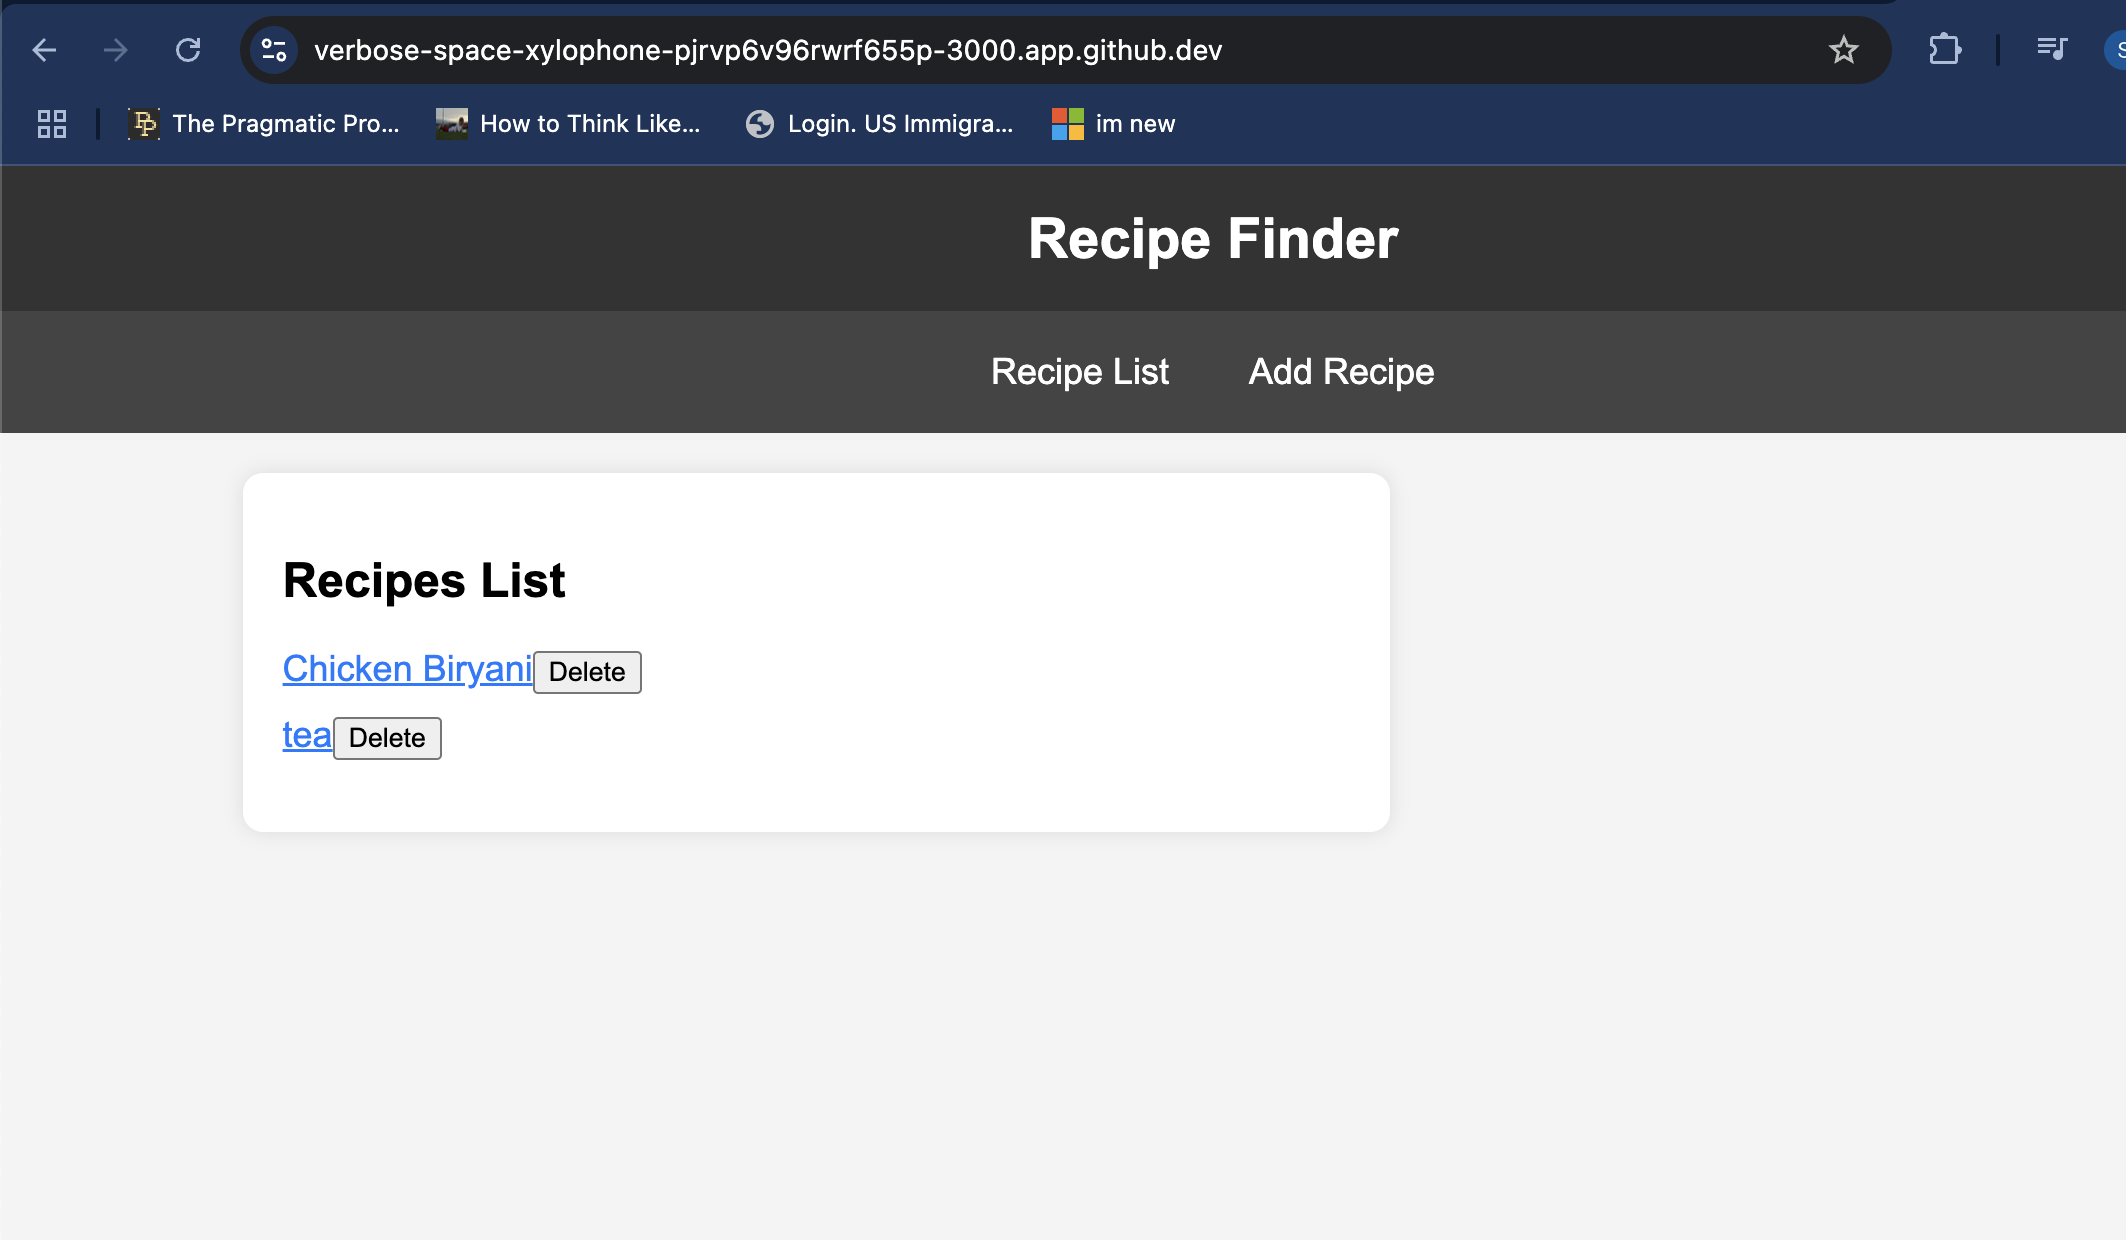 verbose-space-xylophone-pjrvp6v96rwrf655p-3000.app.github.dev
The Pragmatic Pro... How to Think Like... Login. US Immigra... im new
Recipe Finder
Recipe List Add Recipe
Recipes List
Chicken Biryani Delete
tea Delete